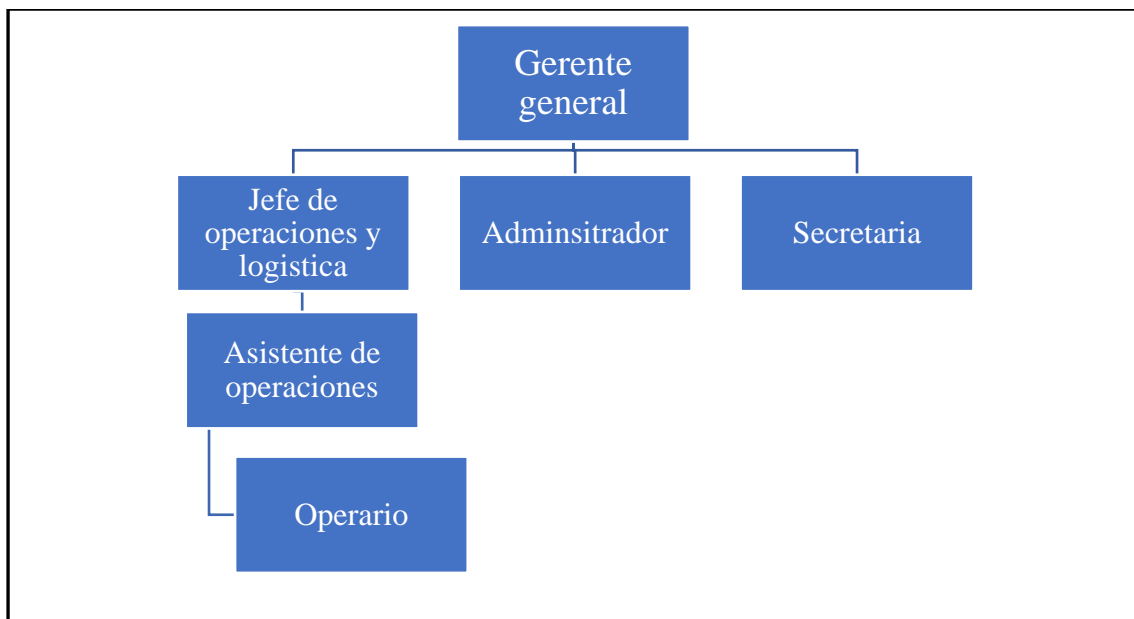 Gerente
general
Jefe de
operaciones y
logistica
Adminsitrador
Secretaria
Asistente de
operaciones
Operario